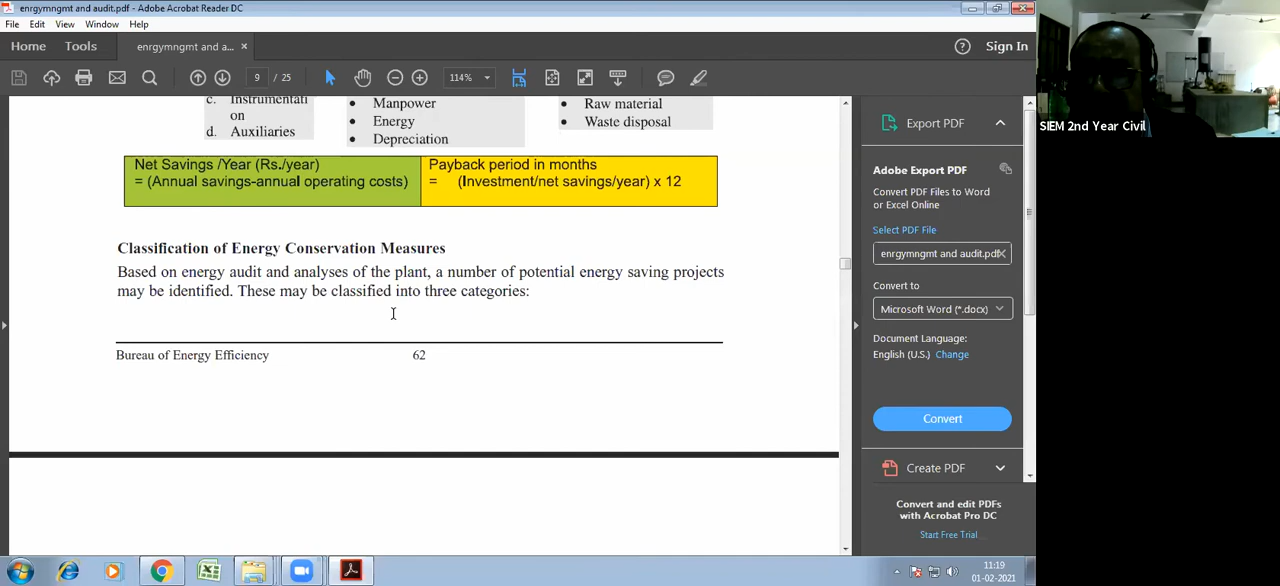 enrgymngmt and audit.pdf - Adobe Acrobat Reader DC
File Edit View Window Help
Home Tools enrgymngmt and a... × Sign In
9 / 25 114%
c. Instrumentati
on
d. Auxiliaries
• Manpower
• Energy
• Depreciation
• Raw material
• Waste disposal
Net Savings /Year (Rs./year)
= (Annual savings-annual operating costs)
Payback period in months
= (Investment/net savings/year) x 12
Classification of Energy Conservation Measures
Based on energy audit and analyses of the plant, a number of potential energy saving projects
may be identified. These may be classified into three categories:
Bureau of Energy Efficiency 62
Export PDF
Adobe Export PDF
Convert PDF Files to Word
or Excel Online
Select PDF File
enrgymngmt and audit.pdf
Convert to
Microsoft Word (*.docx)
Document Language:
English (U.S.) Change
Convert
Create PDF
Convert and edit PDFs
with Acrobat Pro DC
Start Free Trial
SIEM 2nd Year Civil
11:19
01-02-2021